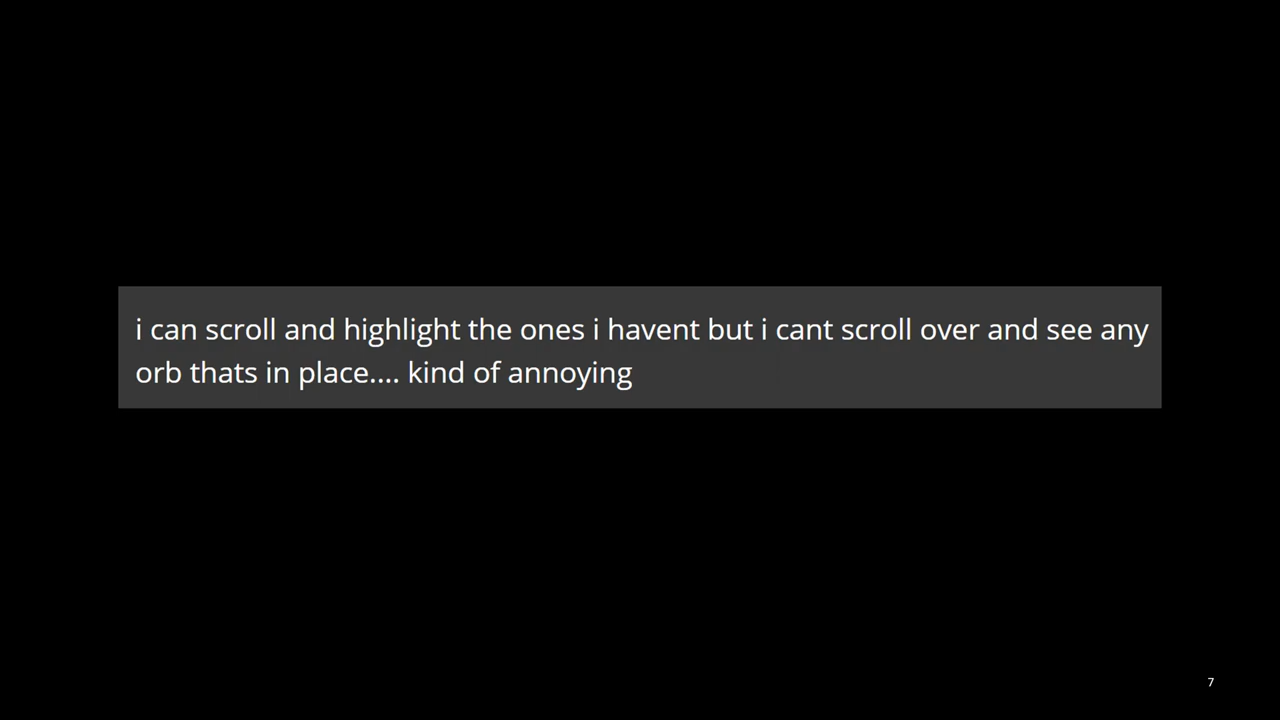 i can scroll and highlight the ones i havent but i cant scroll over and see any
orb thats in place.... kind of annoying
7